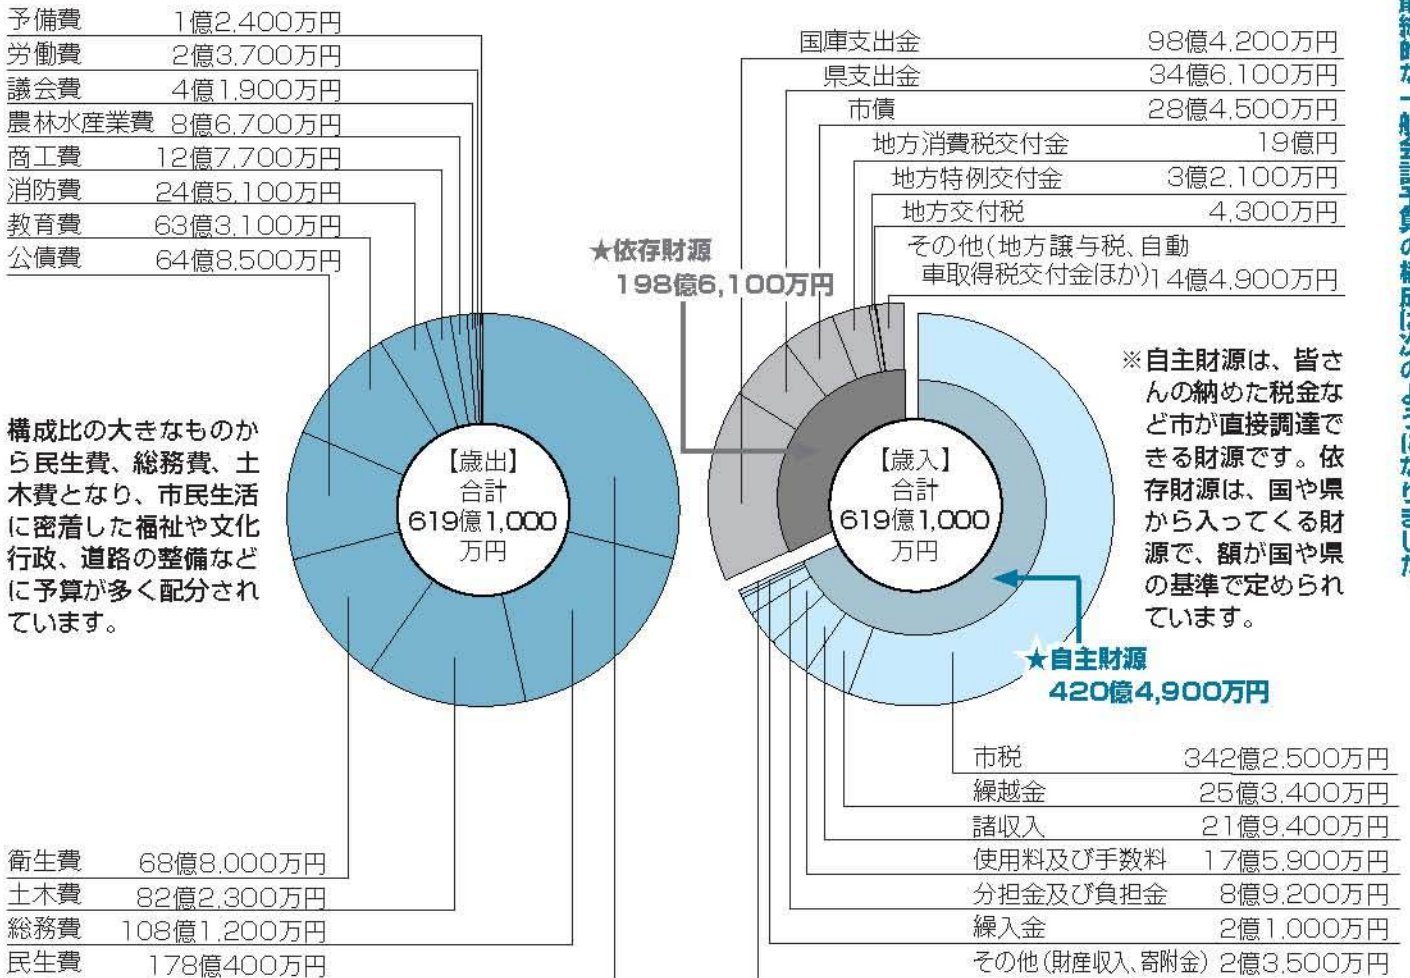 予備費 1億2,400万円
労働費 2億3,700万円
議会費 4億1,900万円
農林水産業費 8億6,700万円
商工費 12億7,700万円
消防費 24億5,100万円
教育費 63億3,100万円
公債費 64億8,500万円
国庫支出金 98億4,200万円
県支出金 34億6,100万円
市債 28億4,500万円
地方消費税交付金 19億円
地方特例交付金 3億2,100万円
地方交付税 4,300万円
その他(地方譲与税、自動
車取得税交付金ほか)14億4,900万円
★依存財源
198億6,100万円
構成比の大きなものか
ら民生費、総務費、土
木費となり、市民生活
に密着した福祉や文化
行政、道路の整備など
に予算が多く配分され
ています。
【歳出】
合計
619億1,000
万円
【歳入】
合計
619億1,000
万円
※自主財源は、皆さ
んの納めた税金な
ど市が直接調達で
きる財源です。依
存財源は、国や県
から入ってくる財
源で、額が国や県
の基準で定められ
ています。
★自主財源
420億4,900万円
衛生費 68億8,000万円
土木費 82億2,300万円
総務費 108億1,200万円
民生費 178億400万円
市税 342億2,500万円
繰越金 25億3,400万円
諸収入 21億9,400万円
使用料及び手数料 17億5,900万円
分担金及び負担金 8億9,200万円
繰入金 2億1,000万円
その他(財産収入、寄附金) 2億3,500万円